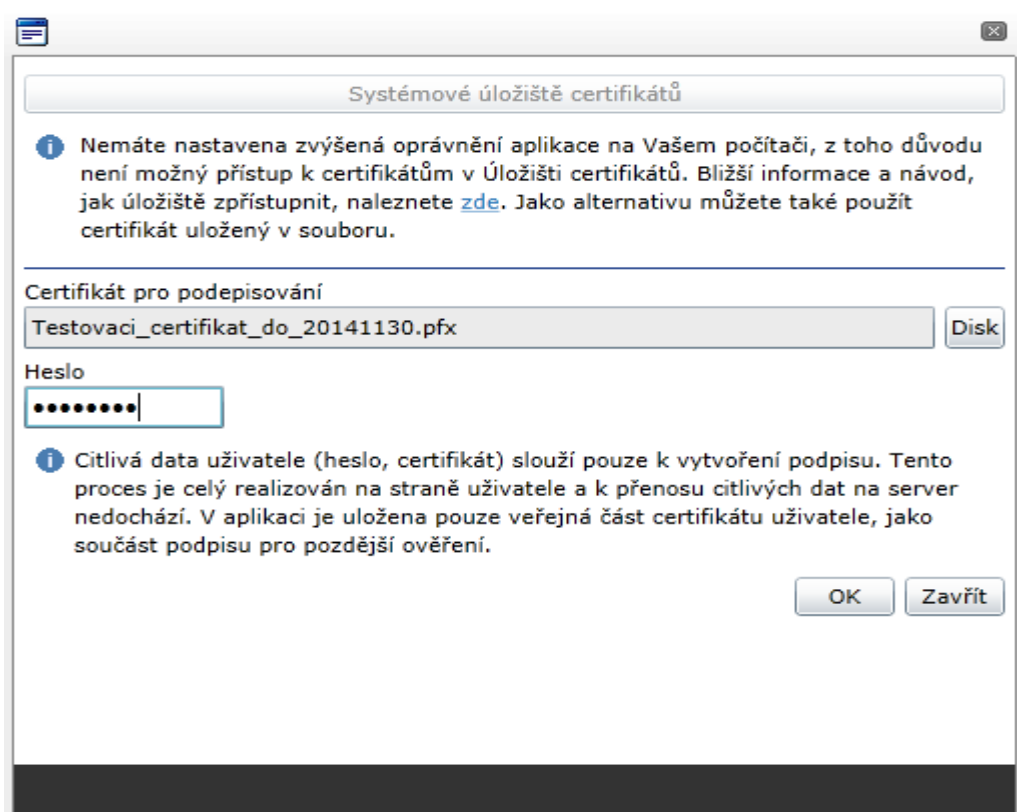 Systémové úložiště certifikátů
Nemáte nastavena zvýšená oprávnění aplikace na Vašem počítači, z toho důvodu
není možný přístup k certifikátům v Úložišti certifikátů. Bližší informace a návod,
jak úložiště zpřístupnit, naleznete zde. Jako alternativu můžete také použít
certifikát uložený v souboru.
Certifikát pro podepisování
Testovaci_certifikat_do_20141130.pfx Disk
Heslo
••••••••
Citlivá data uživatele (heslo, certifikát) slouží pouze k vytvoření podpisu. Tento
proces je celý realizován na straně uživatele a k přenosu citlivých dat na server
nedochází. V aplikaci je uložena pouze veřejná část certifikátu uživatele, jako
součást podpisu pro pozdější ověření.
OK Zavřít